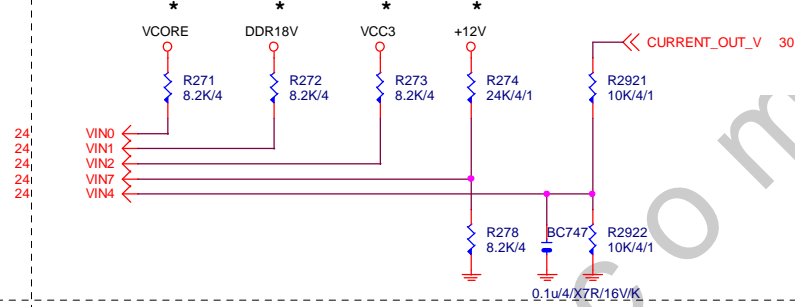 * * * *
VCORE DDR18V VCC3 +12V
CURRENT_OUT_V 30
R271 R272 R273 R274 R2921
8.2K/4 8.2K/4 8.2K/4 24K/4/1 10K/4/1
24 VIN0
24 VIN1
24 VIN2
24 VIN7
24 VIN4
R278 BC747 R2922
8.2K/4 10K/4/1
0.1u/4/X7R/16V/K
com